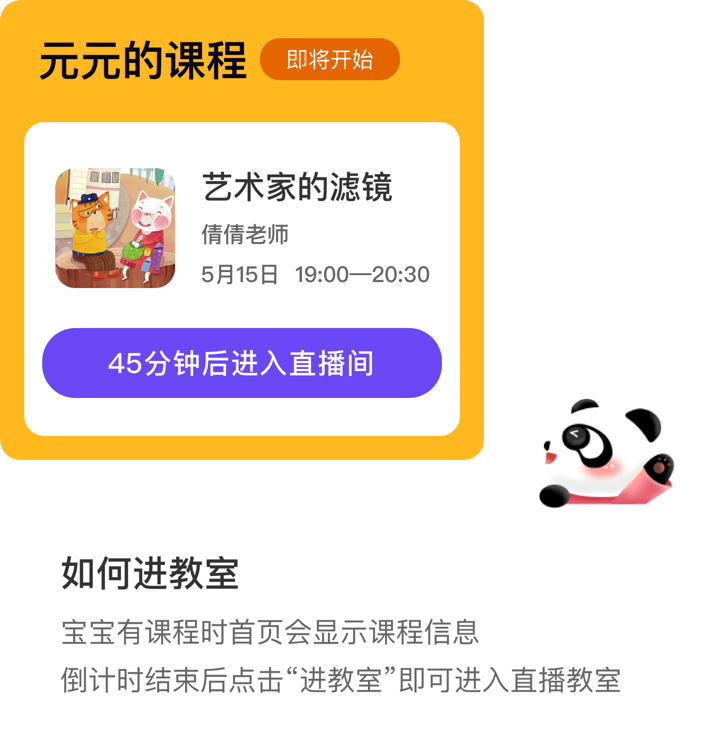 元元的课程
即将开始
艺术家的滤镜
倩倩老师
5月15日 19:00—20:30
45分钟后进入直播间
如何进教室
宝宝有课程时首页会显示课程信息
倒计时结束后点击“进教室”即可进入直播教室